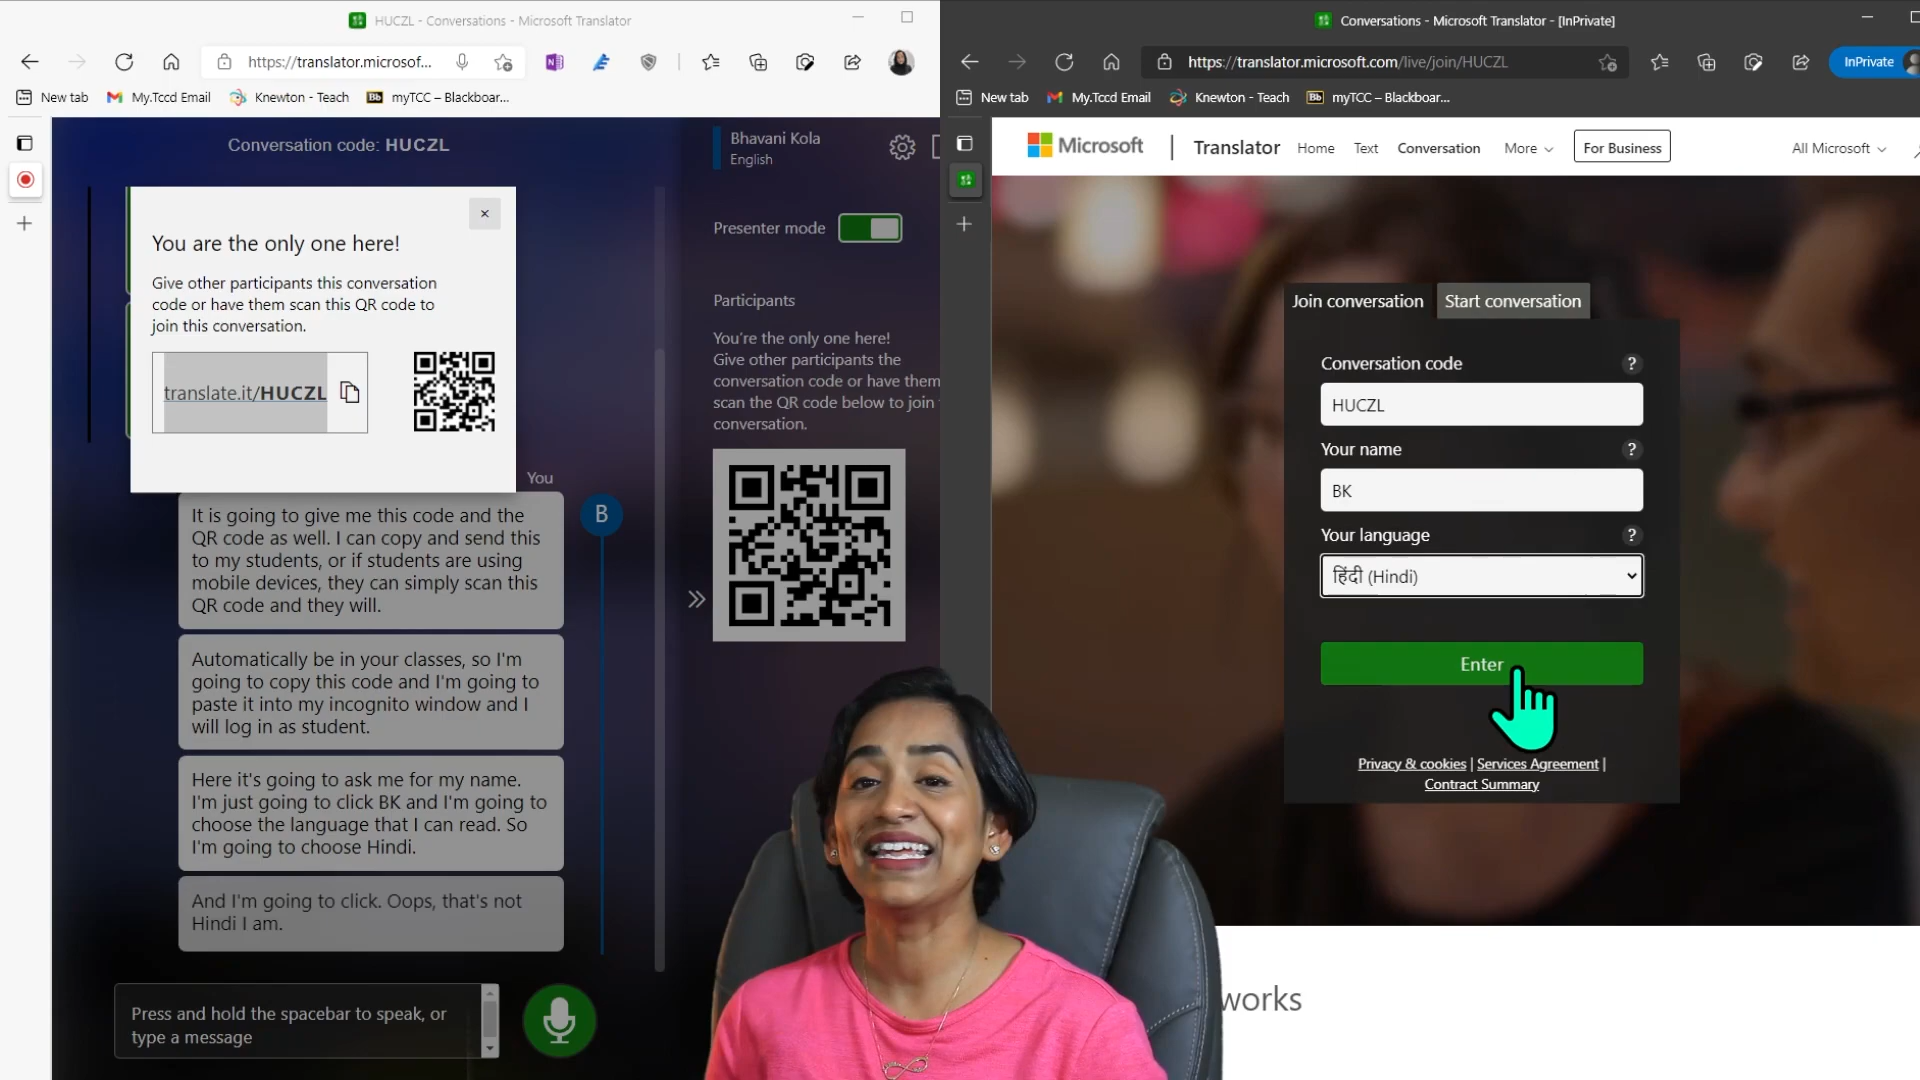 HUCZL - Conversations - Microsoft Translator
https://translator.microsof...
New tab
My.Tccd Email
Knewton - Teach
myTCC – Blackboar...
Conversation code: HUCZL
You are the only one here!
Give other participants this conversation
code or have them scan this QR code to
join this conversation.
translate.it/HUCZL
You
B
It is going to give me this code and the
QR code as well. I can copy and send this
to my students, or if students are using
mobile devices, they can simply scan this
QR code and they will.
Automatically be in your classes, so I'm
going to copy this code and I'm going to
paste it into my incognito window and I
will log in as student.
Here it's going to ask me for my name.
I'm just going to click BK and I'm going to
choose the language that I can read. So
I'm going to choose Hindi.
And I'm going to click. Oops, that's not
Hindi I am.
Press and hold the spacebar to speak, or
type a message
Bhavani Kola
English
Presenter mode
Participants
You're the only one here!
Give other participants the
conversation code or have them
scan the QR code below to join
conversation.
Conversations - Microsoft Translator - [InPrivate]
https://translator.microsoft.com/live/join/HUCZL
InPrivate
New tab
My.Tccd Email
Knewton - Teach
myTCC – Blackboar...
Microsoft
Translator
Home
Text
Conversation
More
For Business
All Microsoft
Join conversation
Start conversation
Conversation code
?
HUCZL
Your name
?
BK
Your language
?
हिंदी (Hindi)
Enter
Privacy & cookies | Services Agreement |
Contract Summary
works